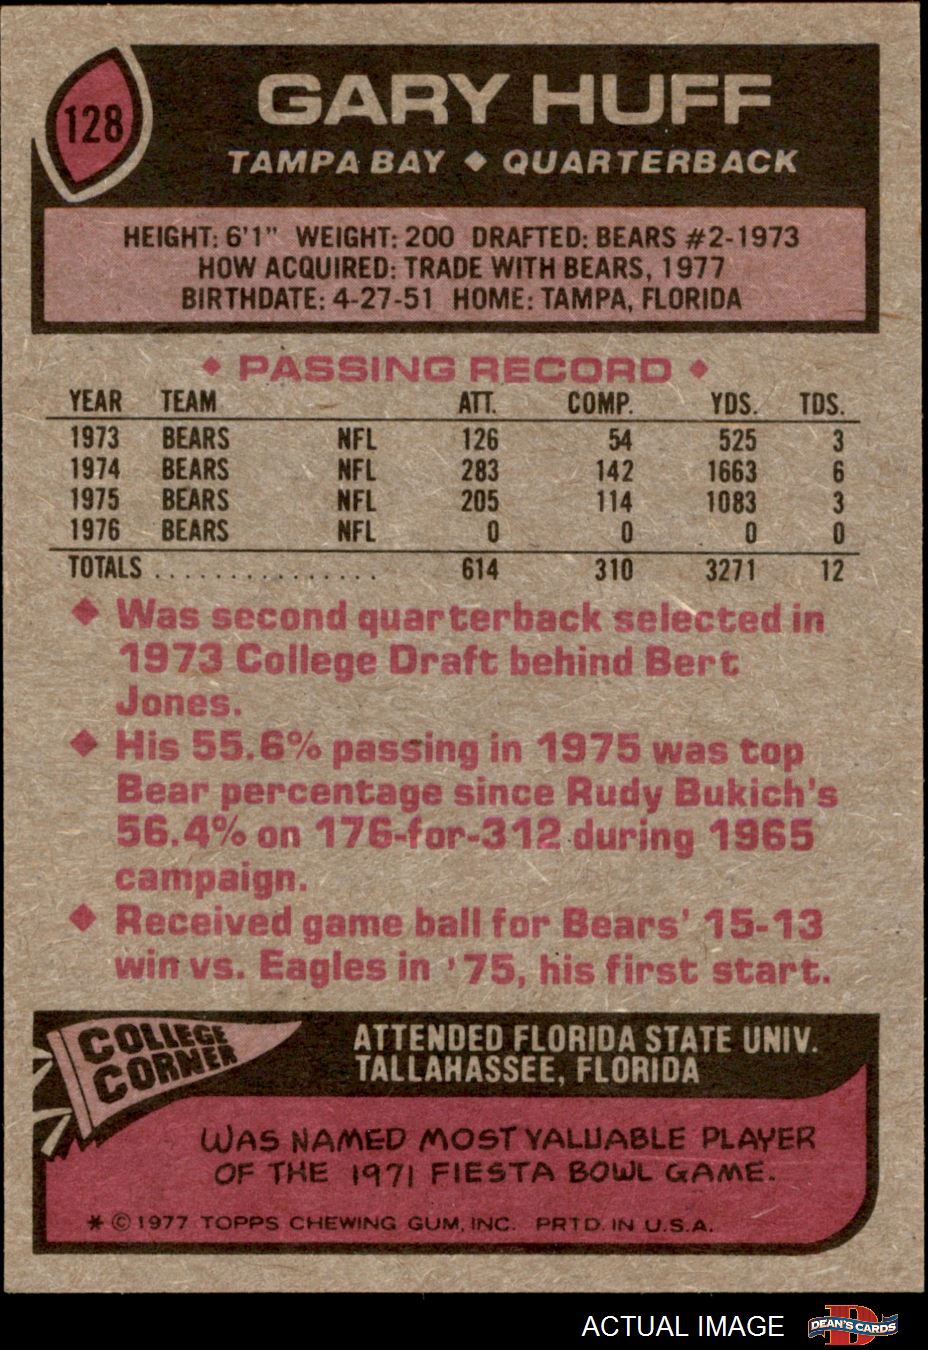 128
GARY HUFF
TAMPA BAY ◆ QUARTERBACK
HEIGHT: 6'1" WEIGHT: 200 DRAFTED: BEARS #2-1973
HOW ACQUIRED: TRADE WITH BEARS, 1977
BIRTHDATE: 4-27-51 HOME: TAMPA, FLORIDA
◆ PASSING RECORD ◆
YEAR TEAM ATT. COMP. YDS. TDS.
1973 BEARS NFL 126 54 525 3
1974 BEARS NFL 283 142 1663 6
1975 BEARS NFL 205 114 1083 3
1976 BEARS NFL 0 0 0 0
TOTALS . . . . . . . . . . . . . . . 614 310 3271 12
◆ Was second quarterback selected in
1973 College Draft behind Bert
Jones.
◆ His 55.6% passing in 1975 was top
Bear percentage since Rudy Bukich's
56.4% on 176-for-312 during 1965
campaign.
◆ Received game ball for Bears' 15-13
win vs. Eagles in '75, his first start.
COLLEGE
CORNER
ATTENDED FLORIDA STATE UNIV.
TALLAHASSEE, FLORIDA
WAS NAMED MOST VALUABLE PLAYER
OF THE 1971 FIESTA BOWL GAME.
* © 1977 TOPPS CHEWING GUM, INC. PRTD. IN U.S.A.
ACTUAL IMAGE
D
DEAN'S CARDS